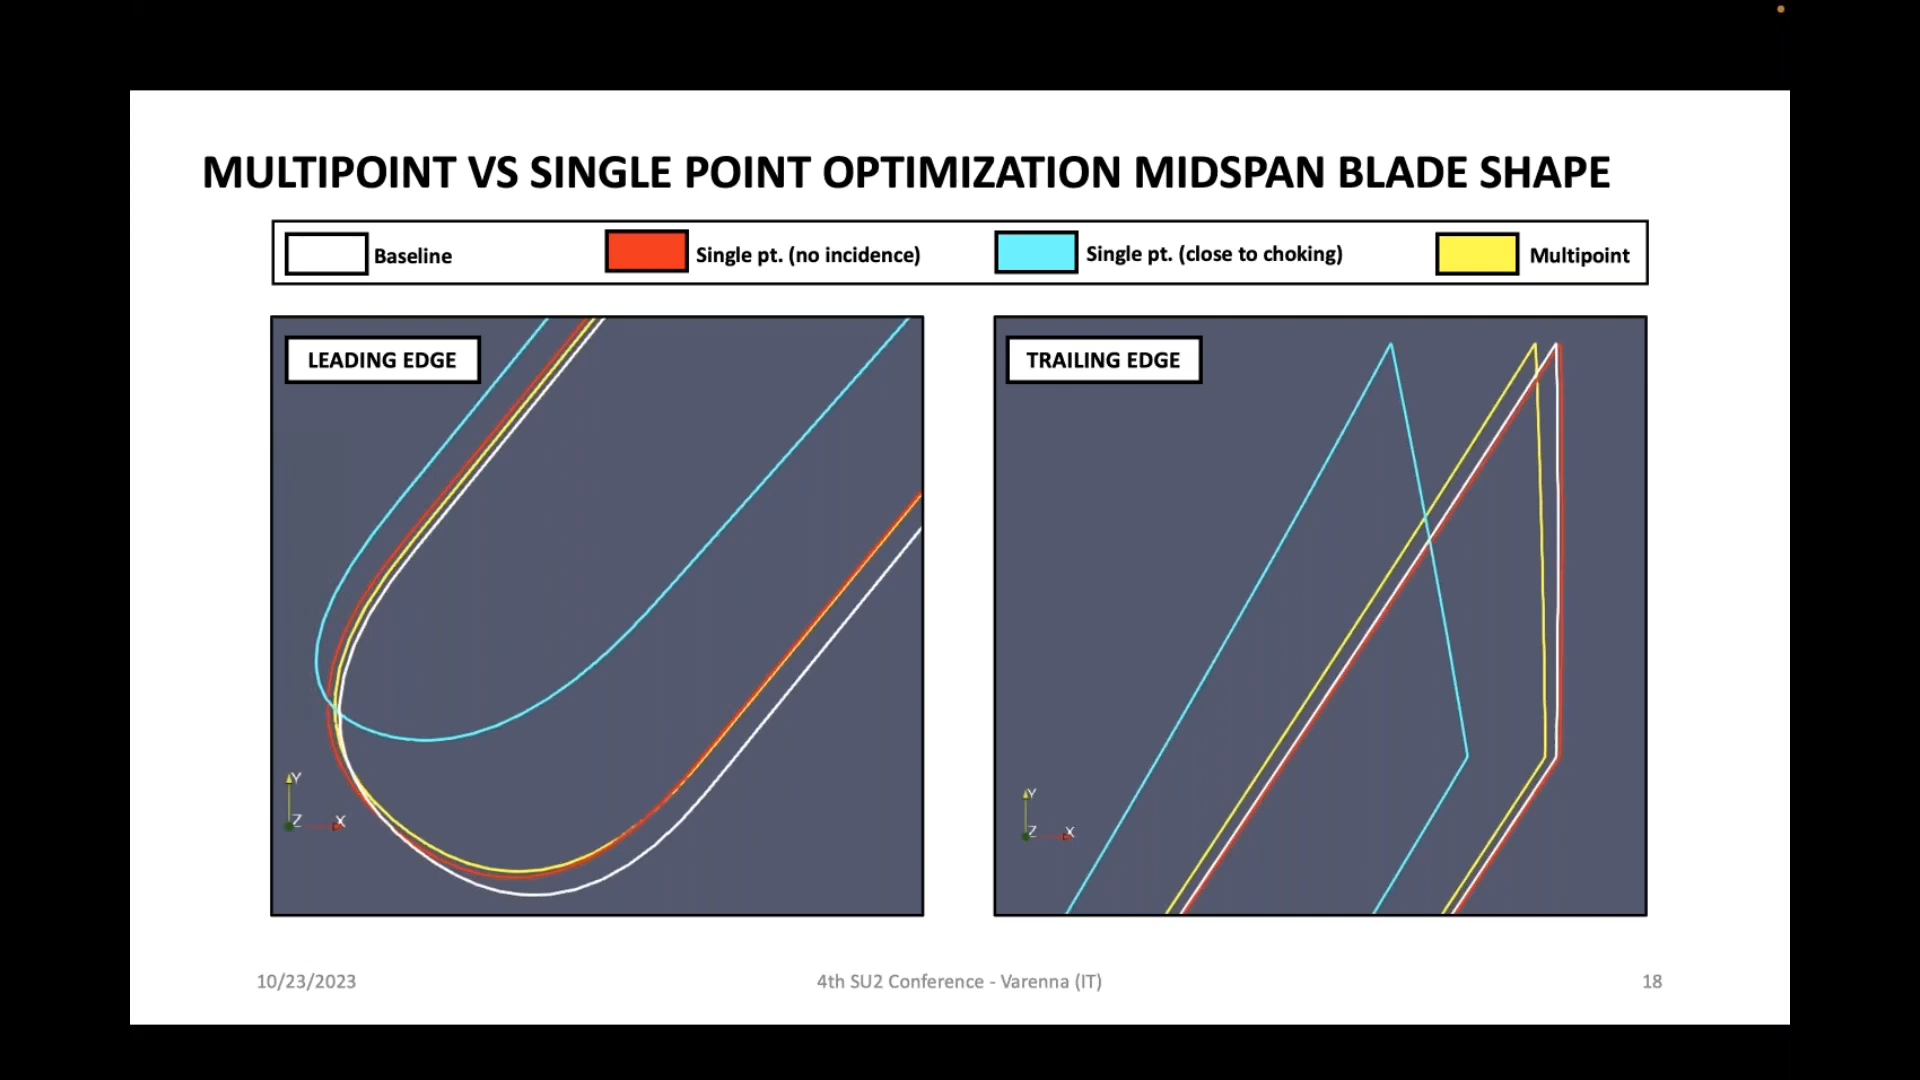 MULTIPOINT VS SINGLE POINT OPTIMIZATION MIDSPAN BLADE SHAPE
Baseline
Single pt. (no incidence)
Single pt. (close to choking)
Multipoint
LEADING EDGE
TRAILING EDGE
Y
Z X
Y
Z X
10/23/2023
4th SU2 Conference - Varenna (IT)
18